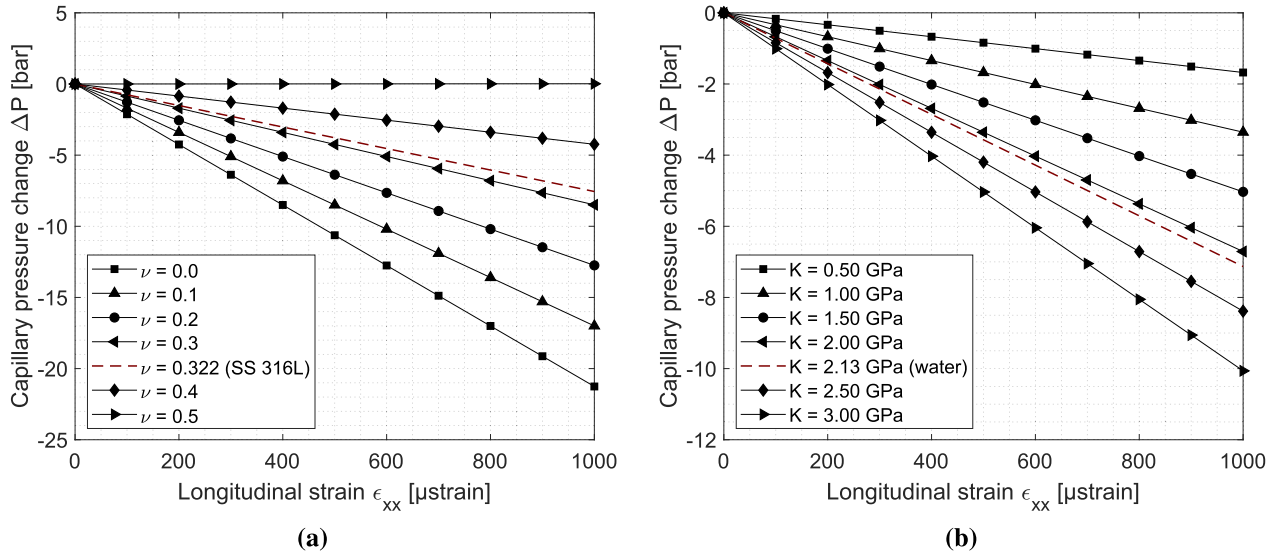 5
0
-5
-10
-15
-20
-25
Capillary pressure change ΔP [bar]
ν = 0.0
ν = 0.1
ν = 0.2
ν = 0.3
ν = 0.322 (SS 316L)
ν = 0.4
ν = 0.5
0 200 400 600 800 1000
Longitudinal strain ϵxx [µstrain]
(a)
0
-2
-4
-6
-8
-10
-12
Capillary pressure change ΔP [bar]
K = 0.50 GPa
K = 1.00 GPa
K = 1.50 GPa
K = 2.00 GPa
K = 2.13 GPa (water)
K = 2.50 GPa
K = 3.00 GPa
0 200 400 600 800 1000
Longitudinal strain ϵxx [µstrain]
(b)